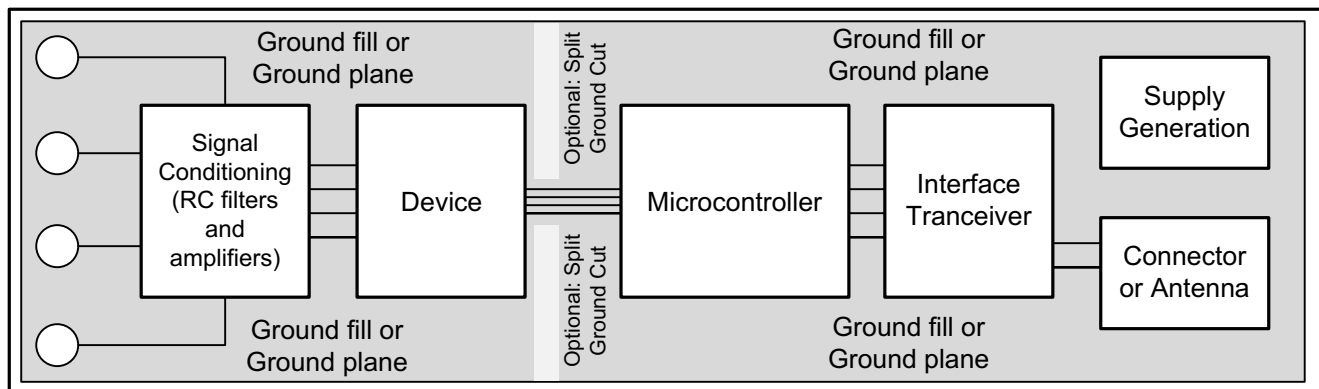 Ground fill or
Ground plane
Optional: Split
Ground Cut
Ground fill or
Ground plane
Supply
Generation
Signal
Conditioning
(RC filters
and
amplifiers)
Device
Microcontroller
Interface
Tranceiver
Connector
or Antenna
Ground fill or
Ground plane
Optional: Split
Ground Cut
Ground fill or
Ground plane